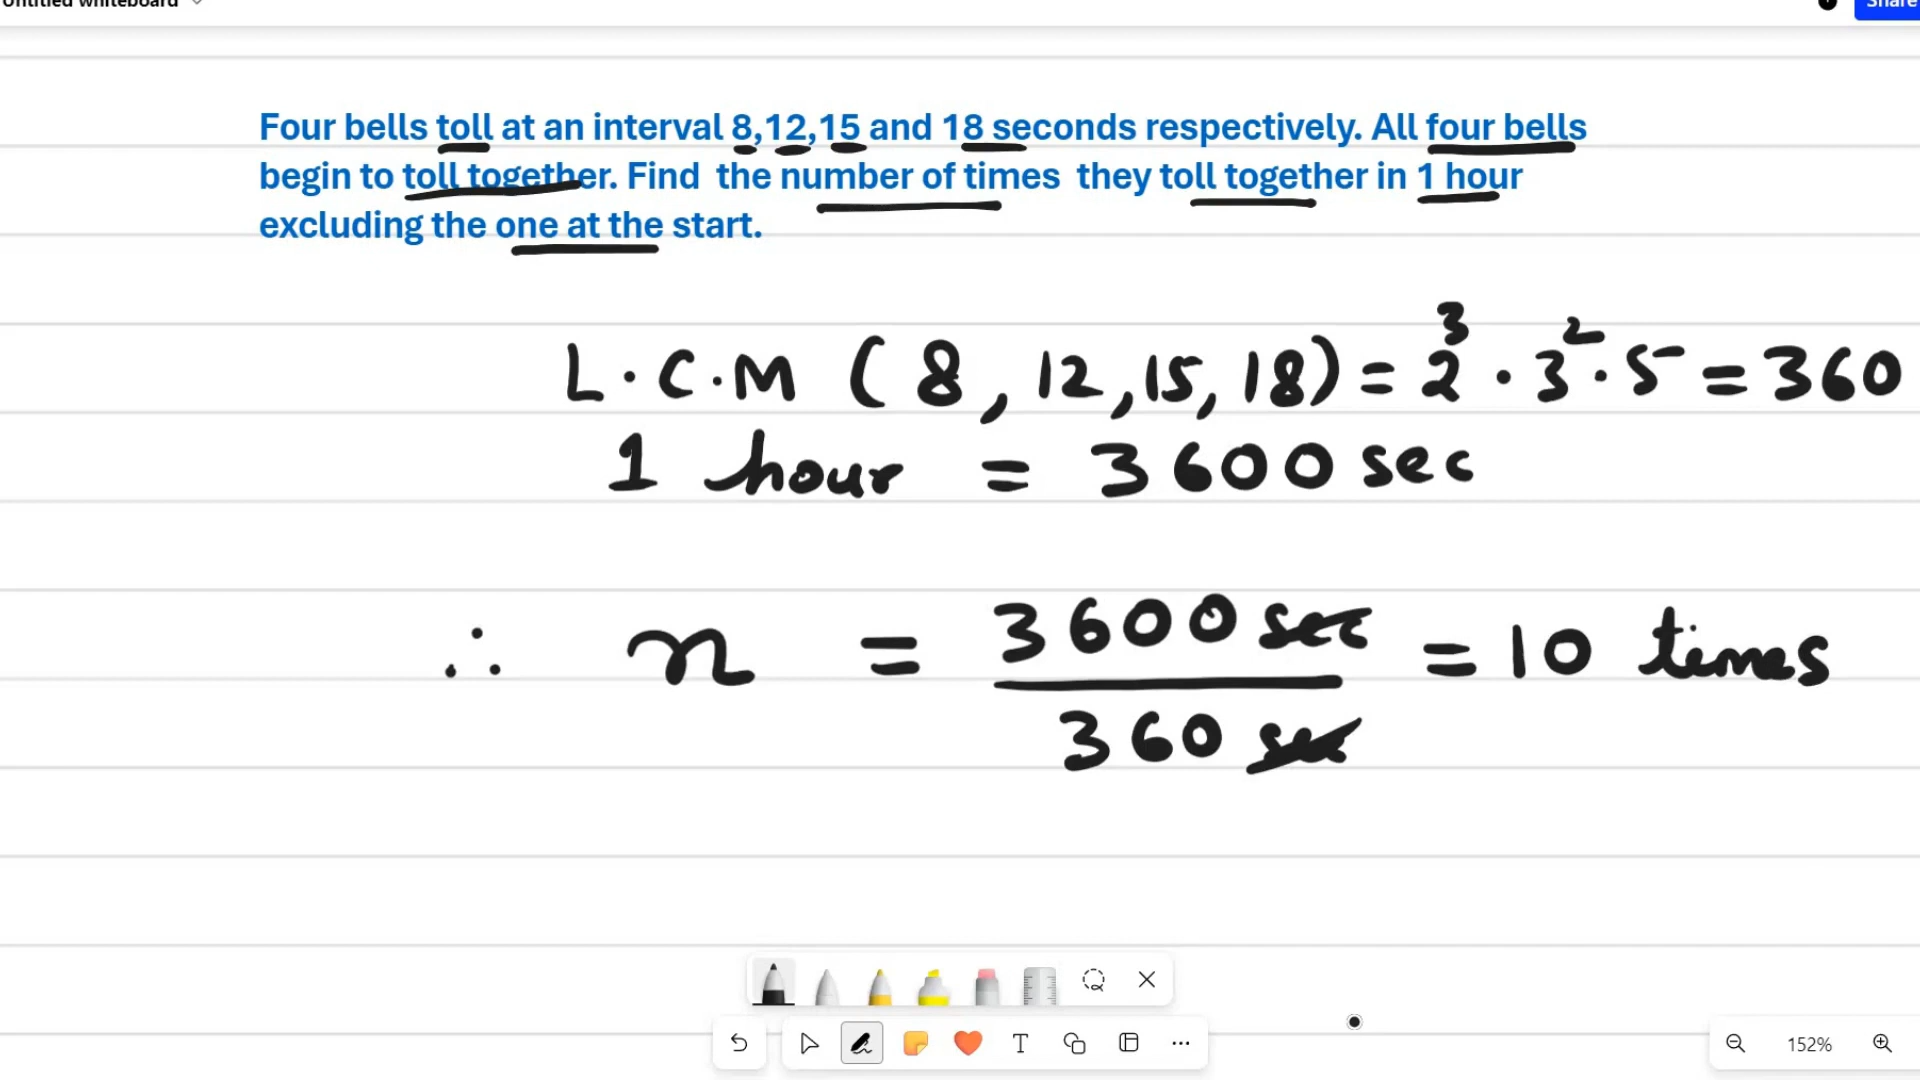 Untitled whiteboard
Share
Four bells toll at an interval 8,12,15 and 18 seconds respectively. All four bells
begin to toll together. Find the number of times they toll together in 1 hour
excluding the one at the start.
L.C.M (8, 12, 15, 18) = 2³ · 3² · 5 = 360
1 hour = 3600 sec
∴ n = 3600 sec / 360 sec = 10 times
T
152%